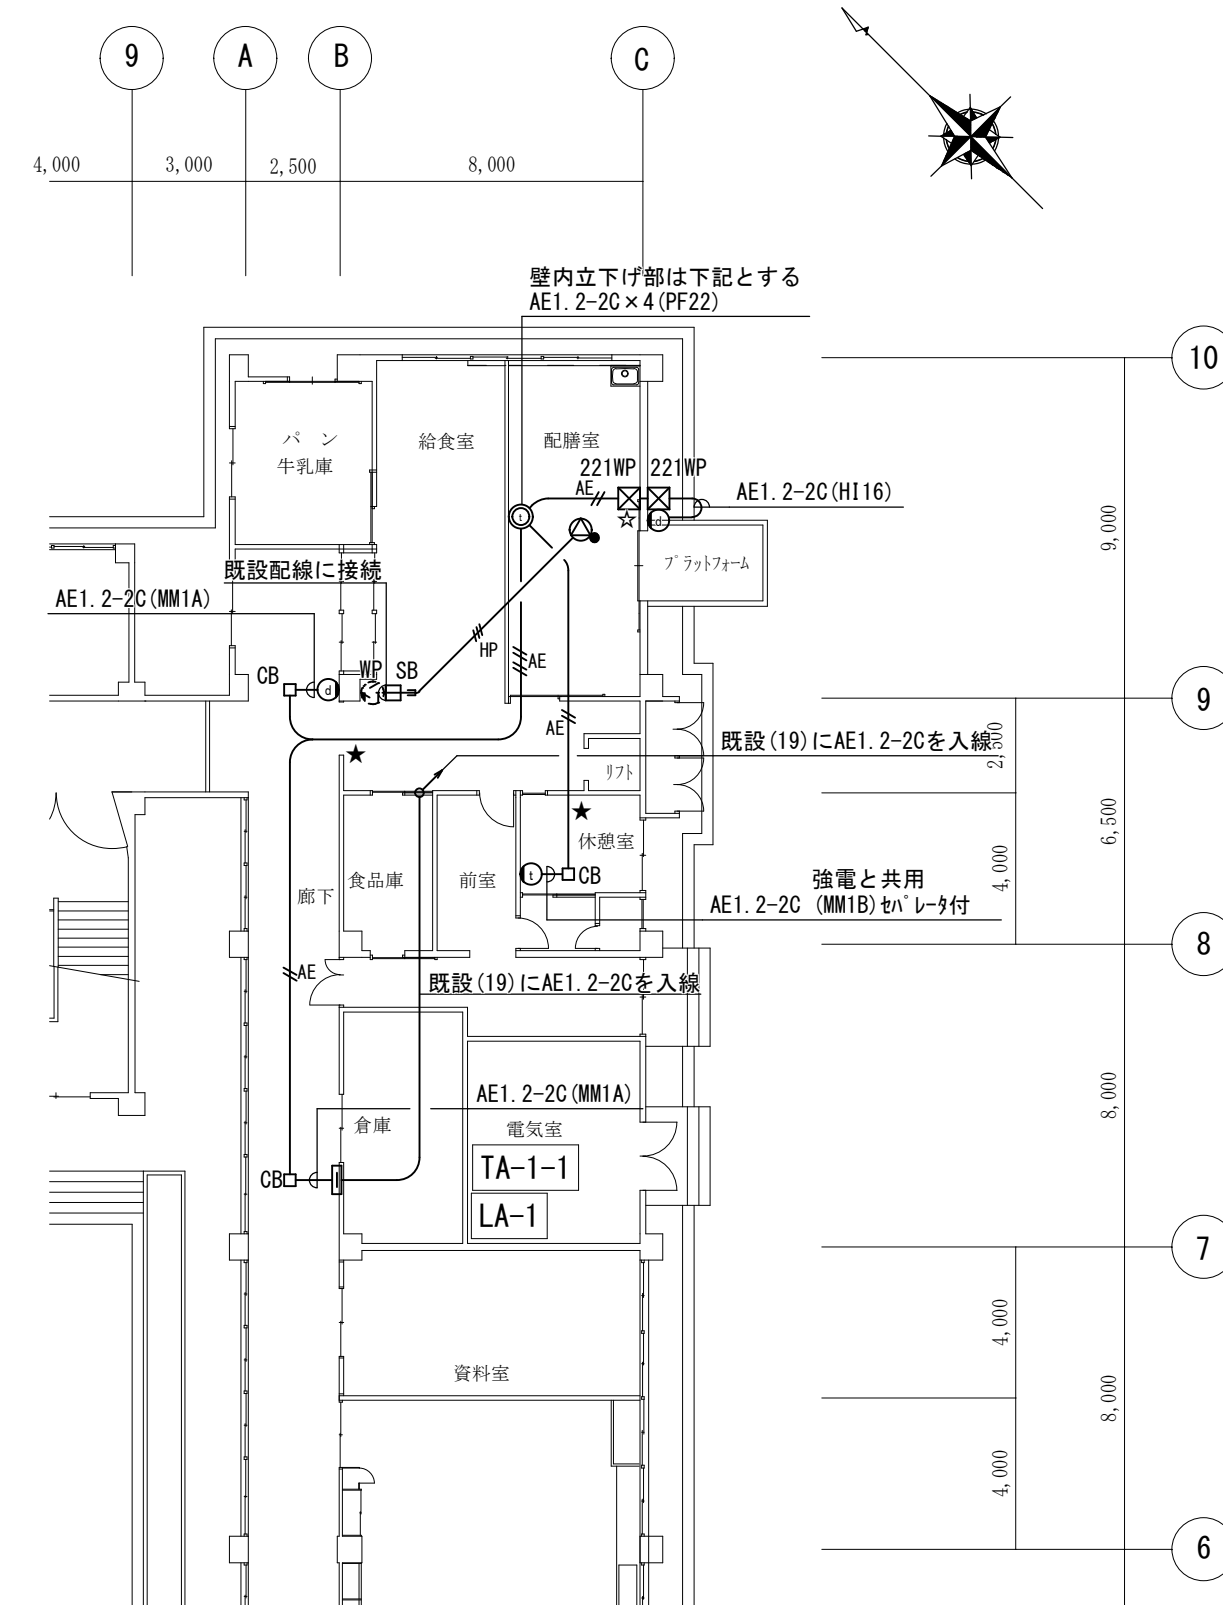 9
A
B
C
4,000
3,000
2,500
8,000
壁内立下げ部は下記とする
AE1.2-2C×4(PF22)
10
パン
牛乳庫
給食室
配膳室
221WP
221WP
AE
AE1.2-2C(HI16)
t
d
プラットフォーム
9,000
既設配線に接続
AE1.2-2C(MM1A)
HP
AE
CB
d
WP
SB
9
AE
既設(19)にAE1.2-2Cを入線
2,500
リフト
6,500
休憩室
4,000
廊下
食品庫
前室
t
CB
強電と共用
AE1.2-2C (MM1B)セパレータ付
8
AE
既設(19)にAE1.2-2Cを入線
AE1.2-2C(MM1A)
8,000
倉庫
電気室
TA-1-1
CB
LA-1
7
4,000
資料室
8,000
4,000
6